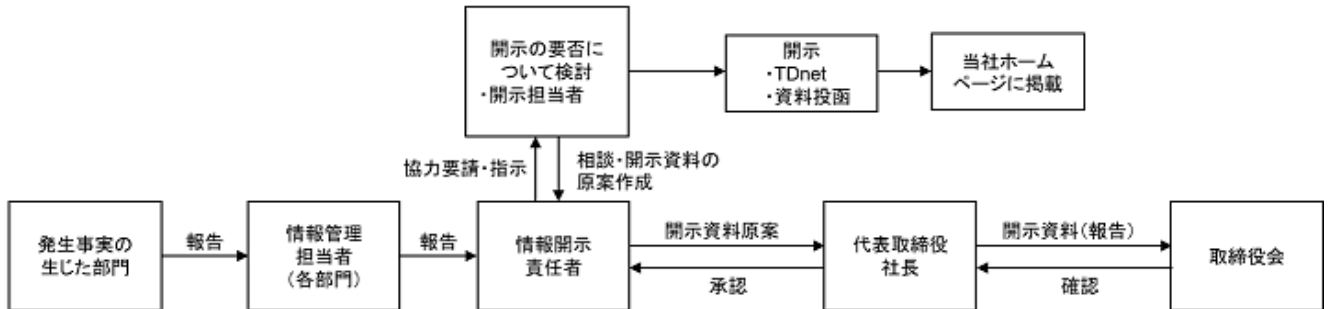 開示の要否に
ついて検討
・開示担当者
開示
・TDnet
・資料投函
当社ホーム
ページに掲載
協力要請・指示
相談・開示資料の
原案作成
発生事実の
生じた部門
報告
情報管理
担当者
（各部門）
報告
情報開示
責任者
開示資料原案
承認
代表取締役
社長
開示資料（報告）
確認
取締役会